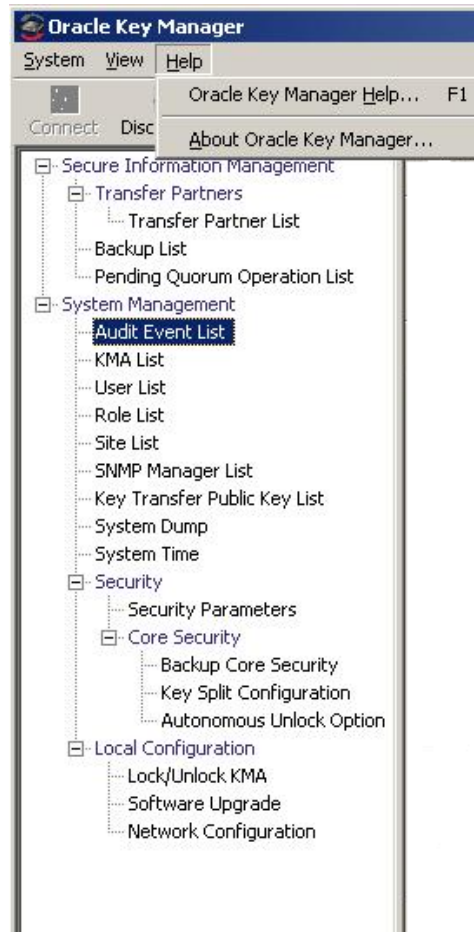 Oracle Key Manager
System View Help
Oracle Key Manager Help... F1
Connect Disc
About Oracle Key Manager...
Secure Information Management
Transfer Partners
Transfer Partner List
Backup List
Pending Quorum Operation List
System Management
Audit Event List
KMA List
User List
Role List
Site List
SNMP Manager List
Key Transfer Public Key List
System Dump
System Time
Security
Security Parameters
Core Security
Backup Core Security
Key Split Configuration
Autonomous Unlock Option
Local Configuration
Lock/Unlock KMA
Software Upgrade
Network Configuration